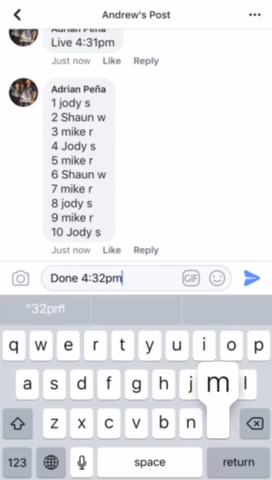 Andrew's Post
Adrian Peña
Live 4:31pm
Just now Like Reply
Adrian Peña
1 jody s
2 Shaun w
3 mike r
4 Jody s
5 mike r
6 Shaun w
7 mike r
8 jody s
9 mike r
10 Jody s
Just now Like Reply
Done 4:32pm
GIF
q w e r t y u i o p
a s d f g h j m l
z x c v b n
123 space return